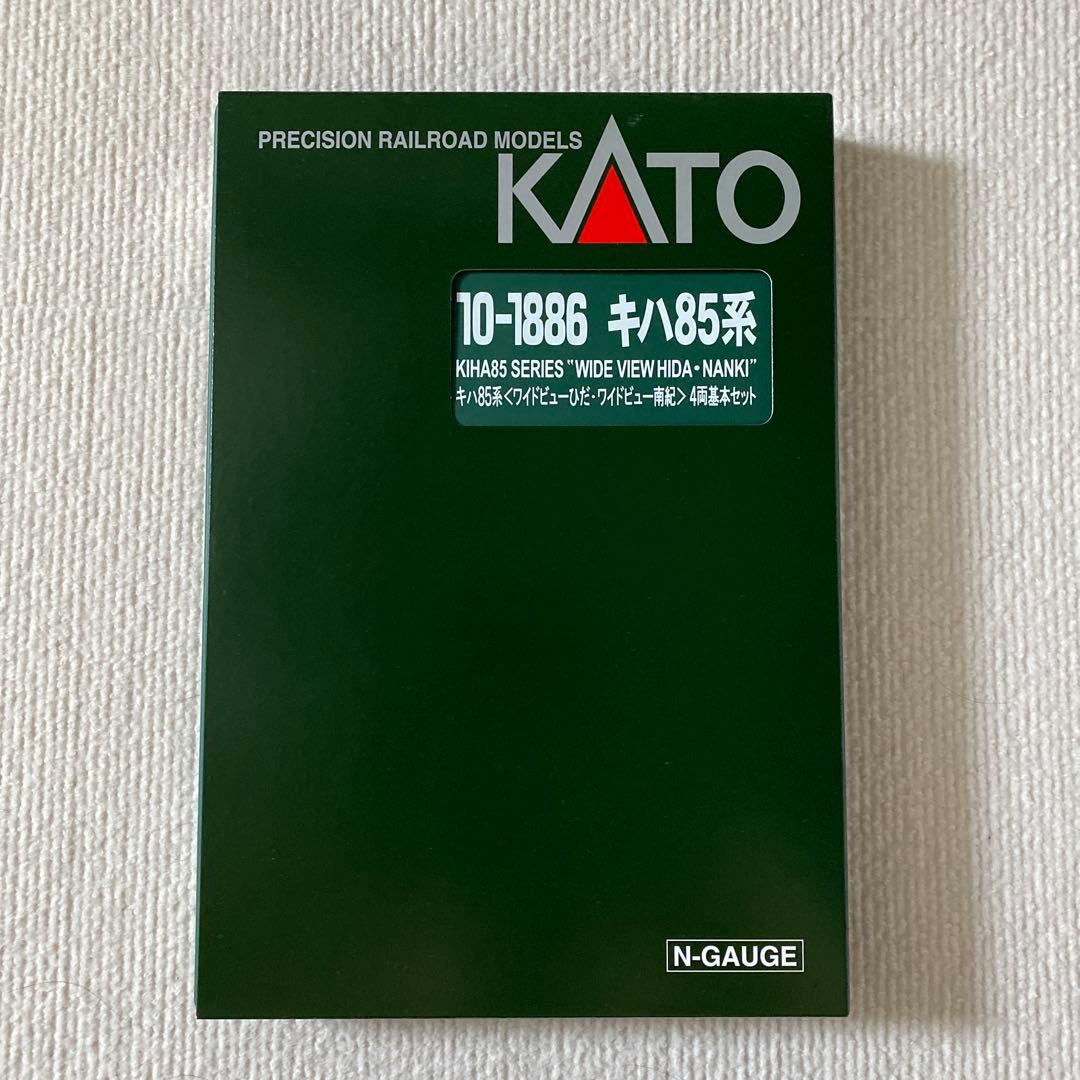 PRECISION RAILROAD MODELS
KATO
10-1886 キハ85系
KIHA85 SERIES "WIDE VIEW HIDA・NANKI"
キハ85系<ワイドビューひだ・ワイドビュー南紀> 4両基本セット
N-GAUGE